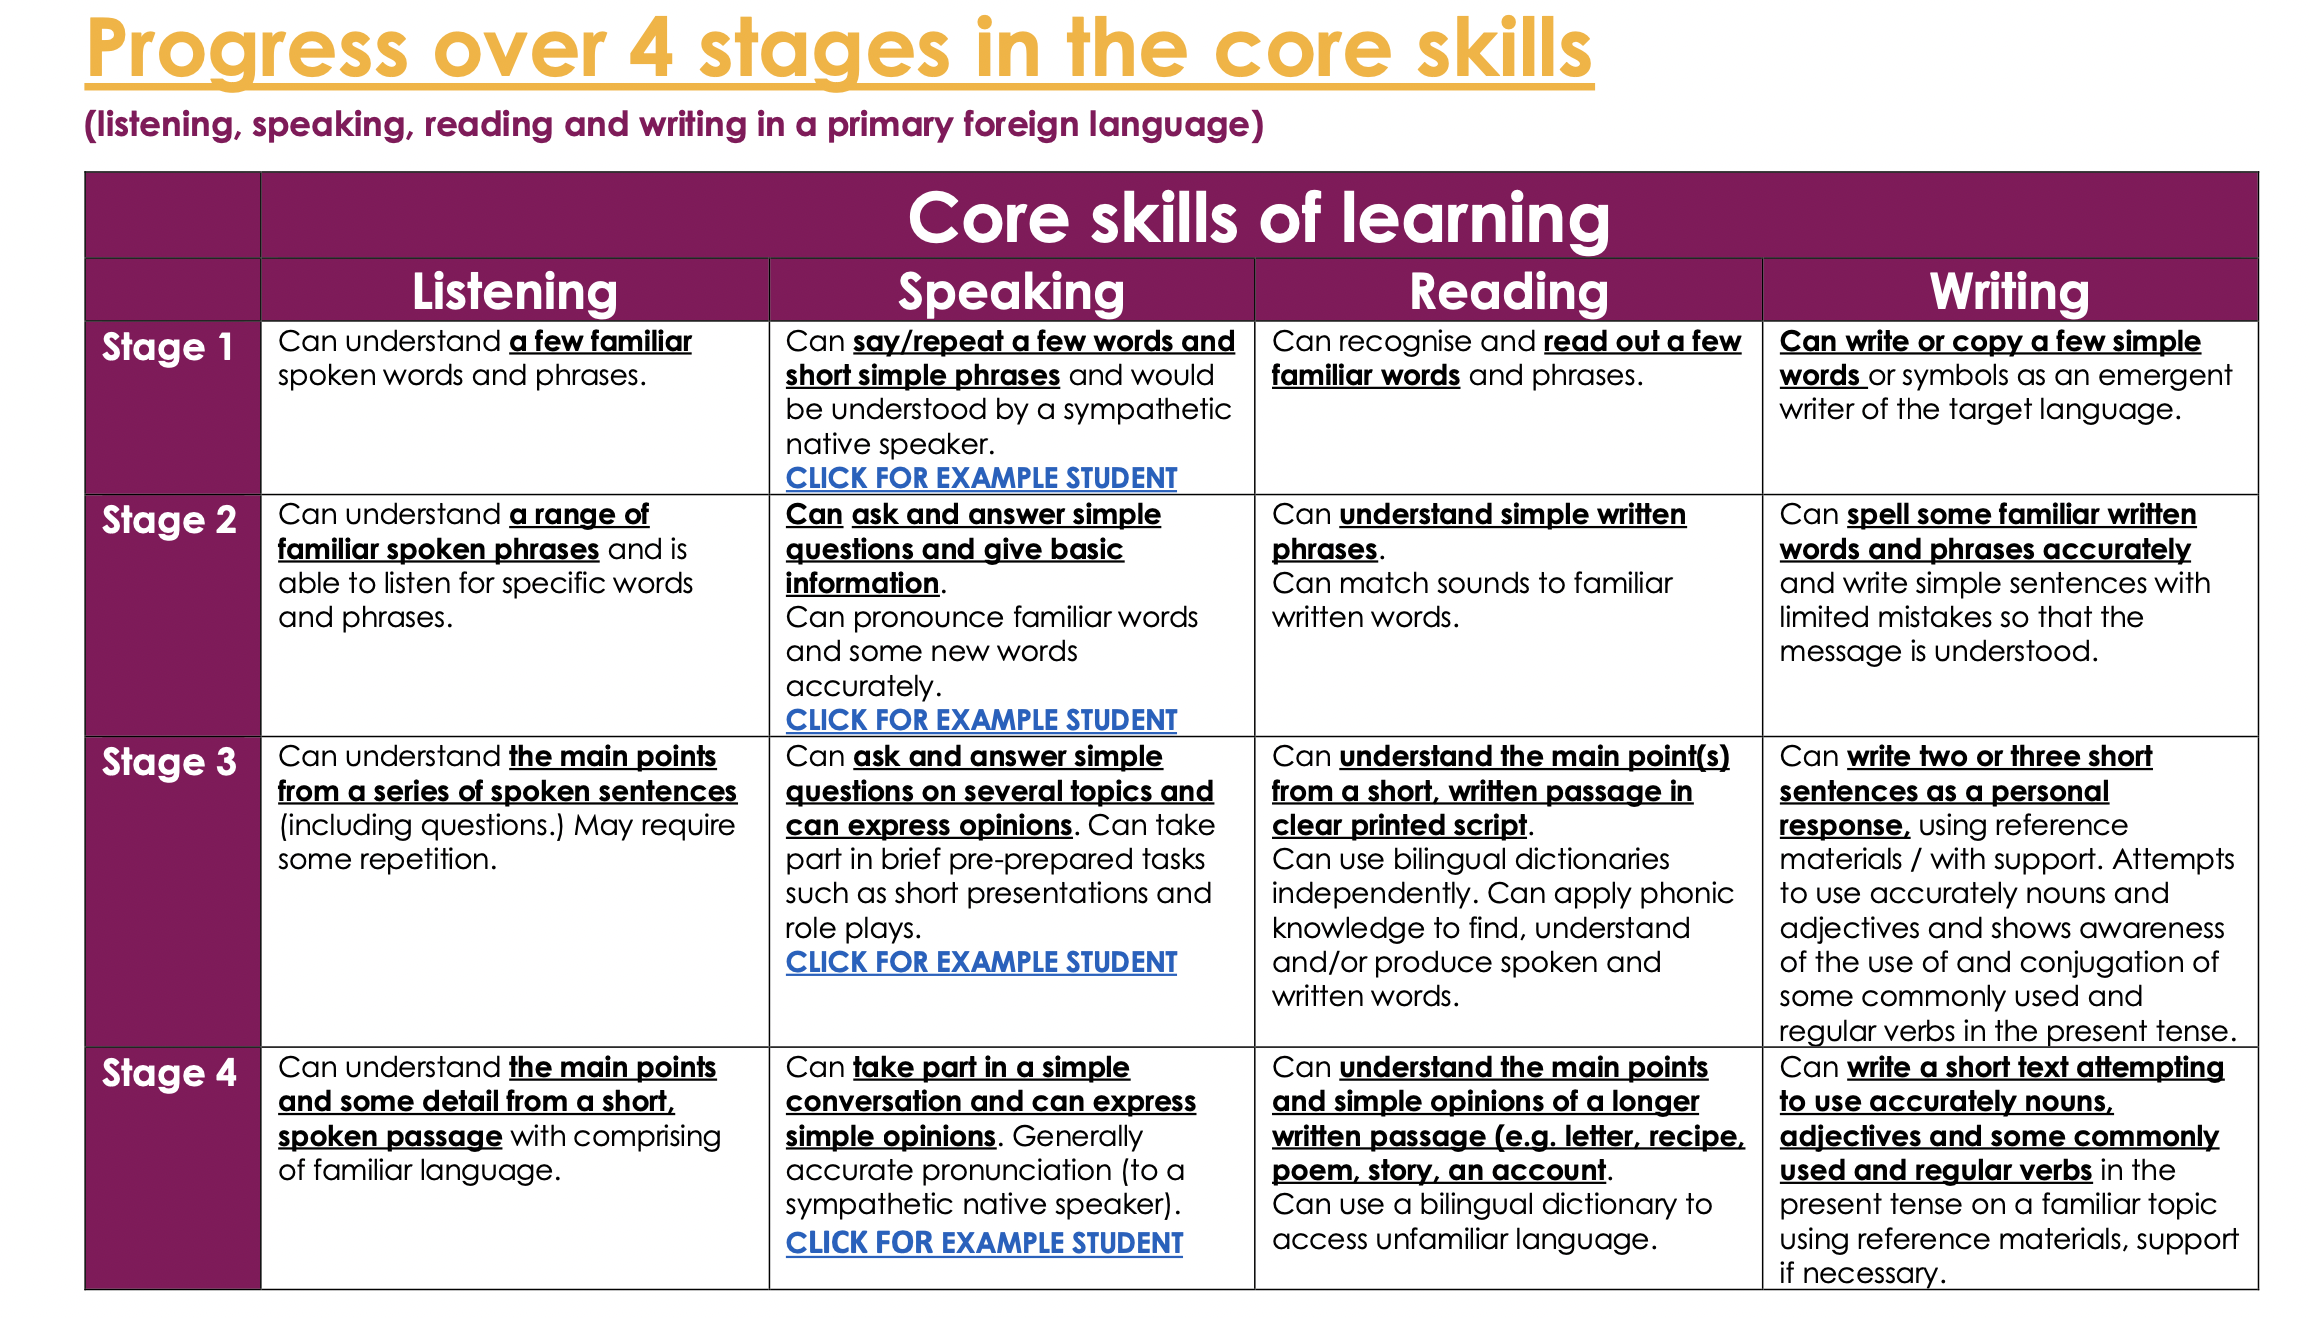 Progress over 4 stages in the core skills
(listening, speaking, reading and writing in a primary foreign language)
Core skills of learning
Listening
Speaking
Reading
Writing
Stage 1
Can understand a few familiar
spoken words and phrases.
Can say/repeat a few words and
short simple phrases and would
be understood by a sympathetic
native speaker.
CLICK FOR EXAMPLE STUDENT
Can recognise and read out a few
familiar words and phrases.
Can write or copy a few simple
words or symbols as an emergent
writer of the target language.
Stage 2
Can understand a range of
familiar spoken phrases and is
able to listen for specific words
and phrases.
Can ask and answer simple
questions and give basic
information.
Can pronounce familiar words
and some new words
accurately.
CLICK FOR EXAMPLE STUDENT
Can understand simple written
phrases.
Can match sounds to familiar
written words.
Can spell some familiar written
words and phrases accurately
and write simple sentences with
limited mistakes so that the
message is understood.
Stage 3
Can understand the main points
from a series of spoken sentences
(including questions.) May require
some repetition.
Can ask and answer simple
questions on several topics and
can express opinions. Can take
part in brief pre-prepared tasks
such as short presentations and
role plays.
CLICK FOR EXAMPLE STUDENT
Can understand the main point(s)
from a short, written passage in
clear printed script.
Can use bilingual dictionaries
independently. Can apply phonic
knowledge to find, understand
and/or produce spoken and
written words.
Can write two or three short
sentences as a personal
response, using reference
materials / with support. Attempts
to use accurately nouns and
adjectives and shows awareness
of the use of and conjugation of
some commonly used and
regular verbs in the present tense.
Stage 4
Can understand the main points
and some detail from a short,
spoken passage with comprising
of familiar language.
Can take part in a simple
conversation and can express
simple opinions. Generally
accurate pronunciation (to a
sympathetic native speaker).
CLICK FOR EXAMPLE STUDENT
Can understand the main points
and simple opinions of a longer
written passage (e.g. letter, recipe,
poem, story, an account.
Can use a bilingual dictionary to
access unfamiliar language.
Can write a short text attempting
to use accurately nouns,
adjectives and some commonly
used and regular verbs in the
present tense on a familiar topic
using reference materials, support
if necessary.